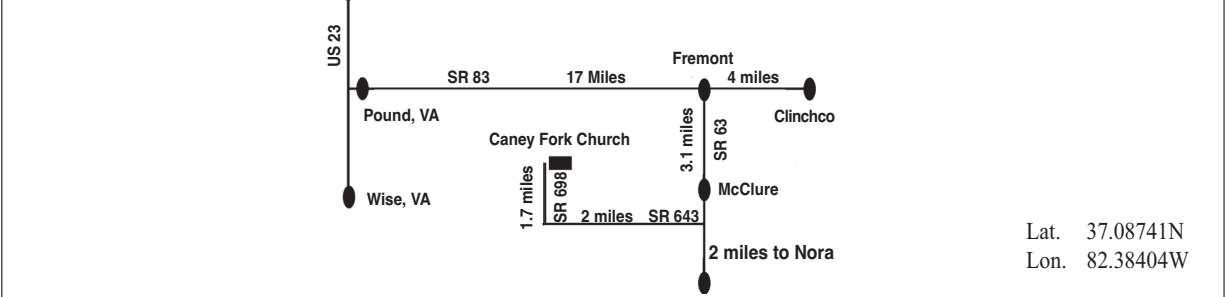 US 23
Fremont
SR 83 17 Miles 4 miles
Pound, VA
Clinchco
3.1 miles
SR 63
Caney Fork Church
1.7 miles
SR 698
McClure
Wise, VA
2 miles SR 643
2 miles to Nora
Lat. 37.08741N
Lon. 82.38404W